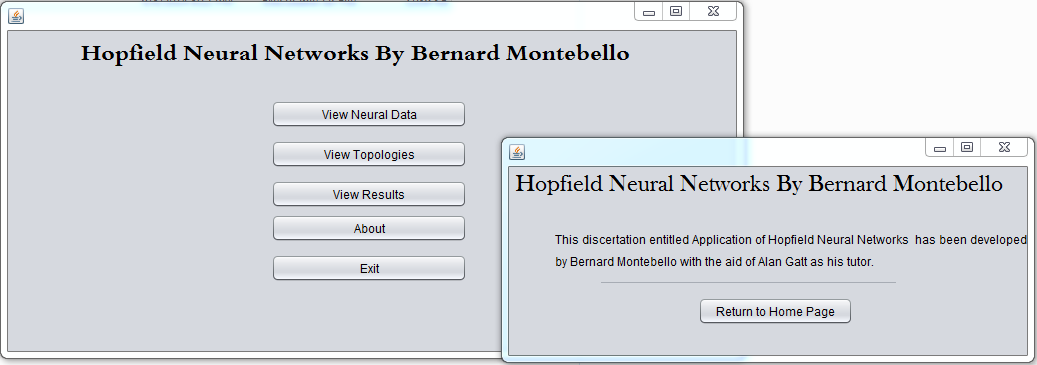 Hopfield Neural Networks By Bernard Montebello
View Neural Data
View Topologies
View Results
About
Exit
Hopfield Neural Networks By Bernard Montebello
This discertation entitled Application of Hopfield Neural Networks has been developed
by Bernard Montebello with the aid of Alan Gatt as his tutor.
Return to Home Page